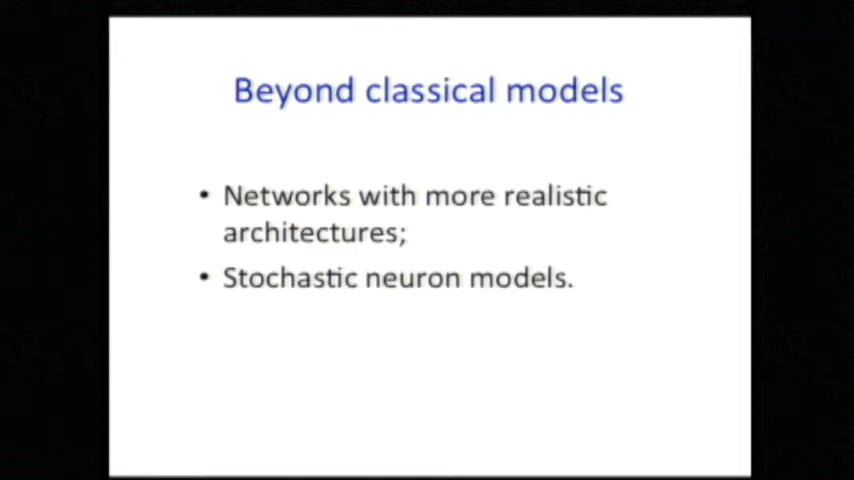 Beyond classical models
• Networks with more realistic
architectures;
• Stochastic neuron models.